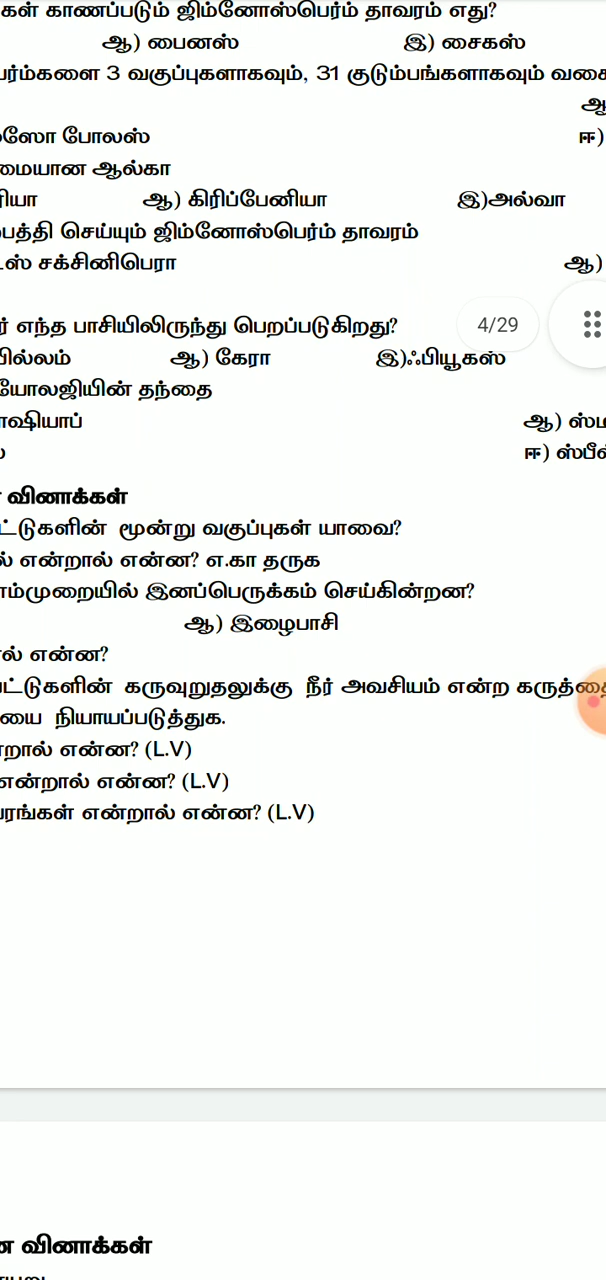 கள் காணப்படும் ஜிம்னோஸ்பெர்ம் தாவரம் எது?
ஆ) பைனஸ் இ) சைகஸ்
பர்ம்களை 3 வகுப்புகளாகவும், 31 குடும்பங்களாகவும் வகை
ஆ
ஸோ போலஸ் ஈ)
மையான ஆல்கா
ரியா ஆ) கிரிப்பேனியா இ)அல்வா
பத்தி செய்யும் ஜிம்னோஸ்பெர்ம் தாவரம்
டஸ் சக்சினிபெரா ஆ)
ர் எந்த பாசியிலிருந்து பெறப்படுகிறது? 4/29
பில்லம் ஆ) கேரா இ)ஃபியூகஸ்
யோலஜியின் தந்தை
ாஷியாப் ஆ) ஸ்ம
ஈ) ஸ்பீஸ்
வினாக்கள்
ட்டுகளின் மூன்று வகுப்புகள் யாவை?
ல் என்றால் என்ன? எ.கா தருக
ாம்முறையில் இனப்பெருக்கம் செய்கின்றன?
ஆ) இழைபாசி
ால் என்ன?
பட்டுகளின் கருவுறுதலுக்கு நீர் அவசியம் என்ற கருத்தை
யை நியாயப்படுத்துக.
றால் என்ன? (L.V)
என்றால் என்ன? (L.V)
வரங்கள் என்றால் என்ன? (L.V)
ன வினாக்கள்